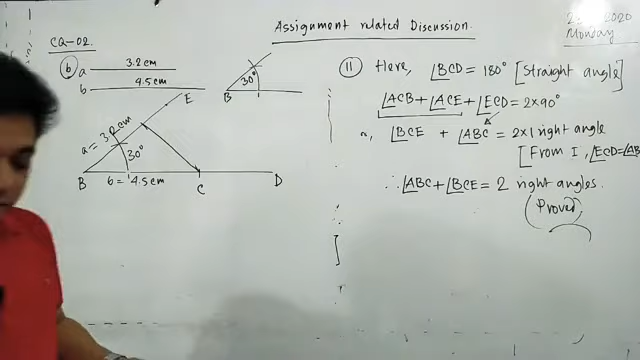 Assignment related Discussion.
2020
Monday
CQ-02.
(b) a 3.2 cm
b 4.5 cm
30°
B
E
a = 3.2 cm
30°
B b = 4.5 cm C D
(11) Here, ∠BCD = 180° [Straight angle]
∠ACB + ∠ACE + ∠ECD = 2×90°
∠BCE + ∠ABC = 2×1 right angle
[From I, ∠ECD=∠AB
∴ ∠ABC + ∠BCE = 2 right angles.
(Proved)